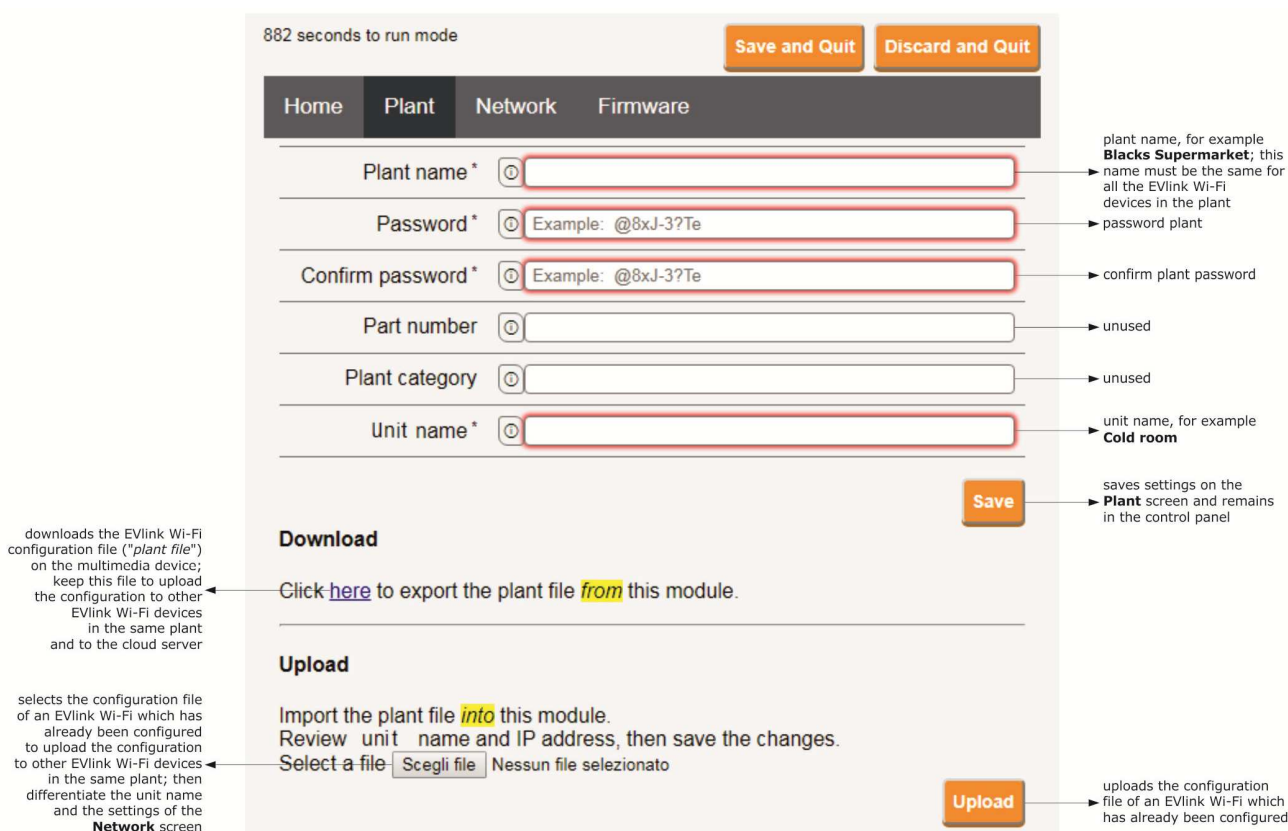 882 seconds to run mode
Save and Quit
Discard and Quit
Home Plant Network Firmware
Plant name *
plant name, for example
Blacks Supermarket; this
name must be the same for
all the EVlink Wi-Fi
devices in the plant
Password * Example: @8xJ-3?Te
password plant
Confirm password * Example: @8xJ-3?Te
confirm plant password
Part number
unused
Plant category
unused
Unit name *
unit name, for example
Cold room
Save
saves settings on the
Plant screen and remains
in the control panel
downloads the EVlink Wi-Fi
configuration file ("plant file")
on the multimedia device;
keep this file to upload
the configuration to other
EVlink Wi-Fi devices
in the same plant
and to the cloud server
Download
Click here to export the plant file from this module.
Upload
selects the configuration file
of an EVlink Wi-Fi which has
already been configured
to upload the configuration
to other EVlink Wi-Fi devices
in the same plant; then
differentiate the unit name
and the settings of the
Network screen
Import the plant file into this module.
Review unit name and IP address, then save the changes.
Select a file Scegli file Nessun file selezionato
Upload
uploads the configuration
file of an EVlink Wi-Fi which
has already been configured